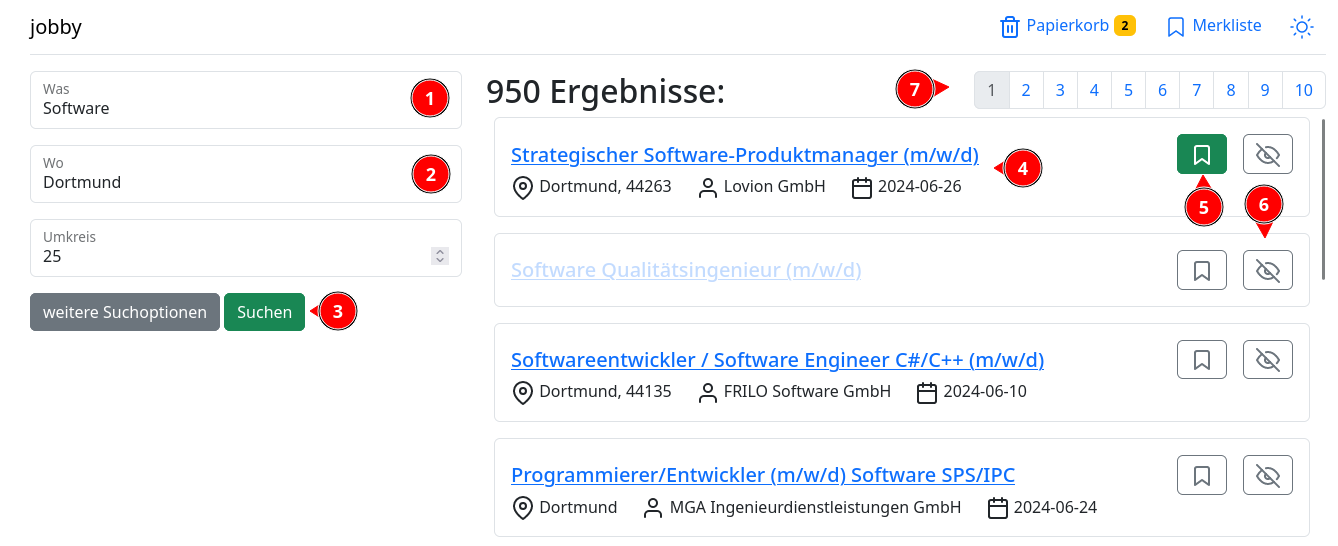 jobby
Papierkorb 2 Merkliste
Was
Software
1
Wo
Dortmund
2
Umkreis
25
weitere Suchoptionen Suchen 3
950 Ergebnisse:
7 1 2 3 4 5 6 7 8 9 10
Strategischer Software-Produktmanager (m/w/d)
4
Dortmund, 44263 Lovion GmbH 2024-06-26
5 6
Software Qualitätsingenieur (m/w/d)
Softwareentwickler / Software Engineer C#/C++ (m/w/d)
Dortmund, 44135 FRILO Software GmbH 2024-06-10
Programmierer/Entwickler (m/w/d) Software SPS/IPC
Dortmund MGA Ingenieurdienstleistungen GmbH 2024-06-24